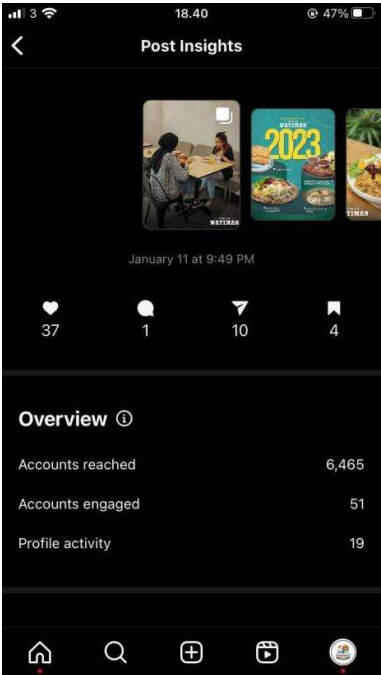 3 18.40 47%
Post Insights
WATIMAN
WATIMAN
2023
TIMAN
January 11 at 9:49 PM
37 1 10 4
Overview
Accounts reached 6,465
Accounts engaged 51
Profile activity 19